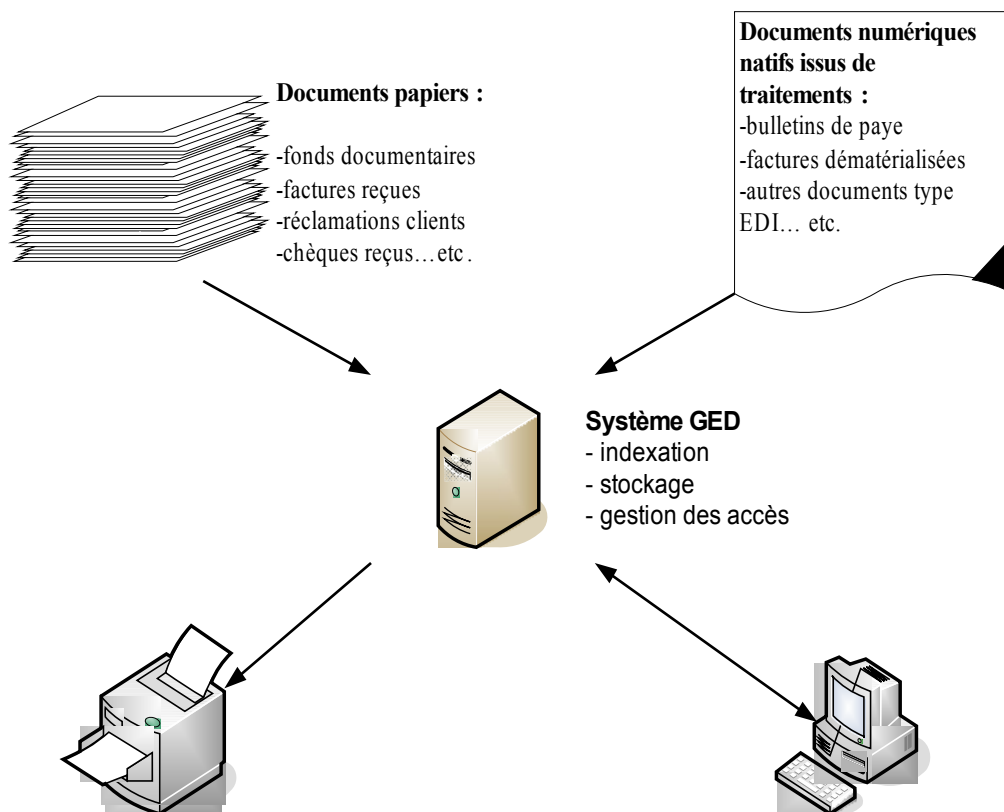 Documents papiers :
-fonds documentaires
-factures reçues
-réclamations clients
-chèques reçus…etc.
Documents numériques
natifs issus de
traitements :
-bulletins de paye
-factures dématérialisées
-autres documents type
EDI… etc.
Système GED
- indexation
- stockage
- gestion des accès